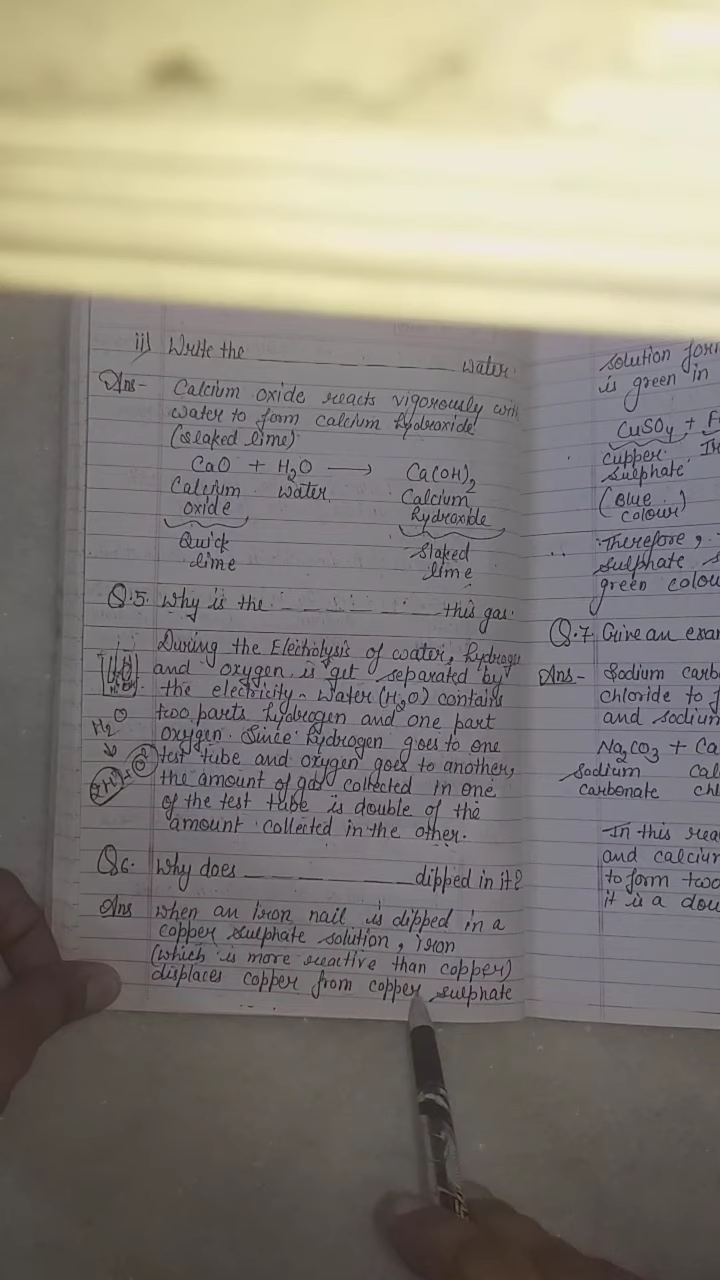 ii) Write the ___________ water.
Ans- Calcium oxide reacts vigorously with
water to form calcium hydroxide
(slaked lime)
CaO + H2O → Ca(OH)2
Calcium water Calcium
oxide hydroxide
Quick Slaked
lime lime
Q.5. Why is the _ _ _ _ _ this gas.
During the Electrolysis of water, hydrogen
and oxygen is get separated by
the electricity. Water (H2O) contains
two parts hydrogen and one part
H2O
oxygen. Since hydrogen goes to one
test tube and oxygen goes to another,
the amount of gas collected in one
of the test tube is double of the
amount collected in the other.
Q6. Why does ___________ dipped in it?
Ans when an iron nail is dipped in a
copper sulphate solution, iron
(which is more reactive than copper)
displaces copper from copper sulphate
solution for
is green in
CuSO4 +
cupper
sulphate
(Blue
colour)
∴ Therefore,
sulphate
green colou
Q.7 Give an exa
Ans- Sodium carb
chloride to
and sodium
Na2CO3 + Ca
sodium cal
carbonate chl
In this rea
and calciu
to form two
it is a dou